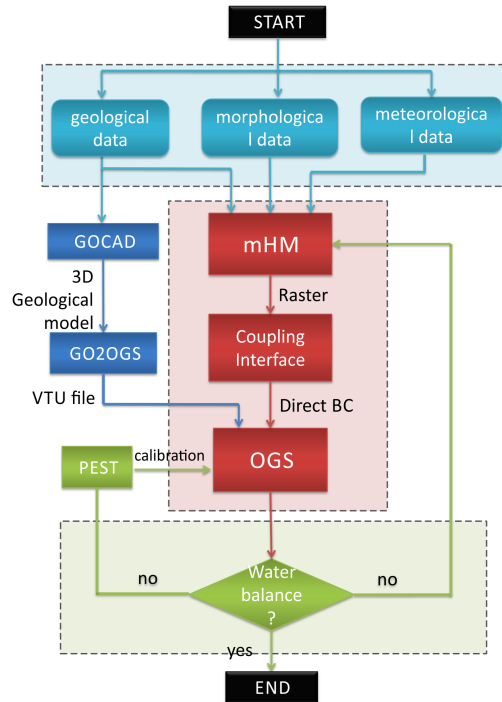 START
geological
data
morphologica
l data
meteorologica
l data
GOCAD
mHM
3D
Geological
model
Raster
Coupling
Interface
GO2OGS
VTU file
Direct BC
PEST
calibration
OGS
no
Water
balance
?
no
yes
END